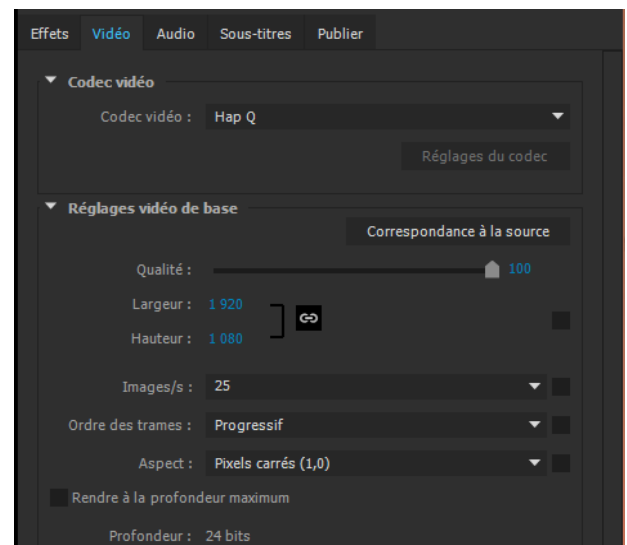 Effets Vidéo Audio Sous-titres Publier
Codec vidéo
Codec vidéo : Hap Q
Réglages du codec
Réglages vidéo de base
Correspondance à la source
Qualité : 100
Largeur : 1 920
Hauteur : 1 080
Images/s : 25
Ordre des trames : Progressif
Aspect : Pixels carrés (1,0)
Rendre à la profondeur maximum
Profondeur : 24 bits